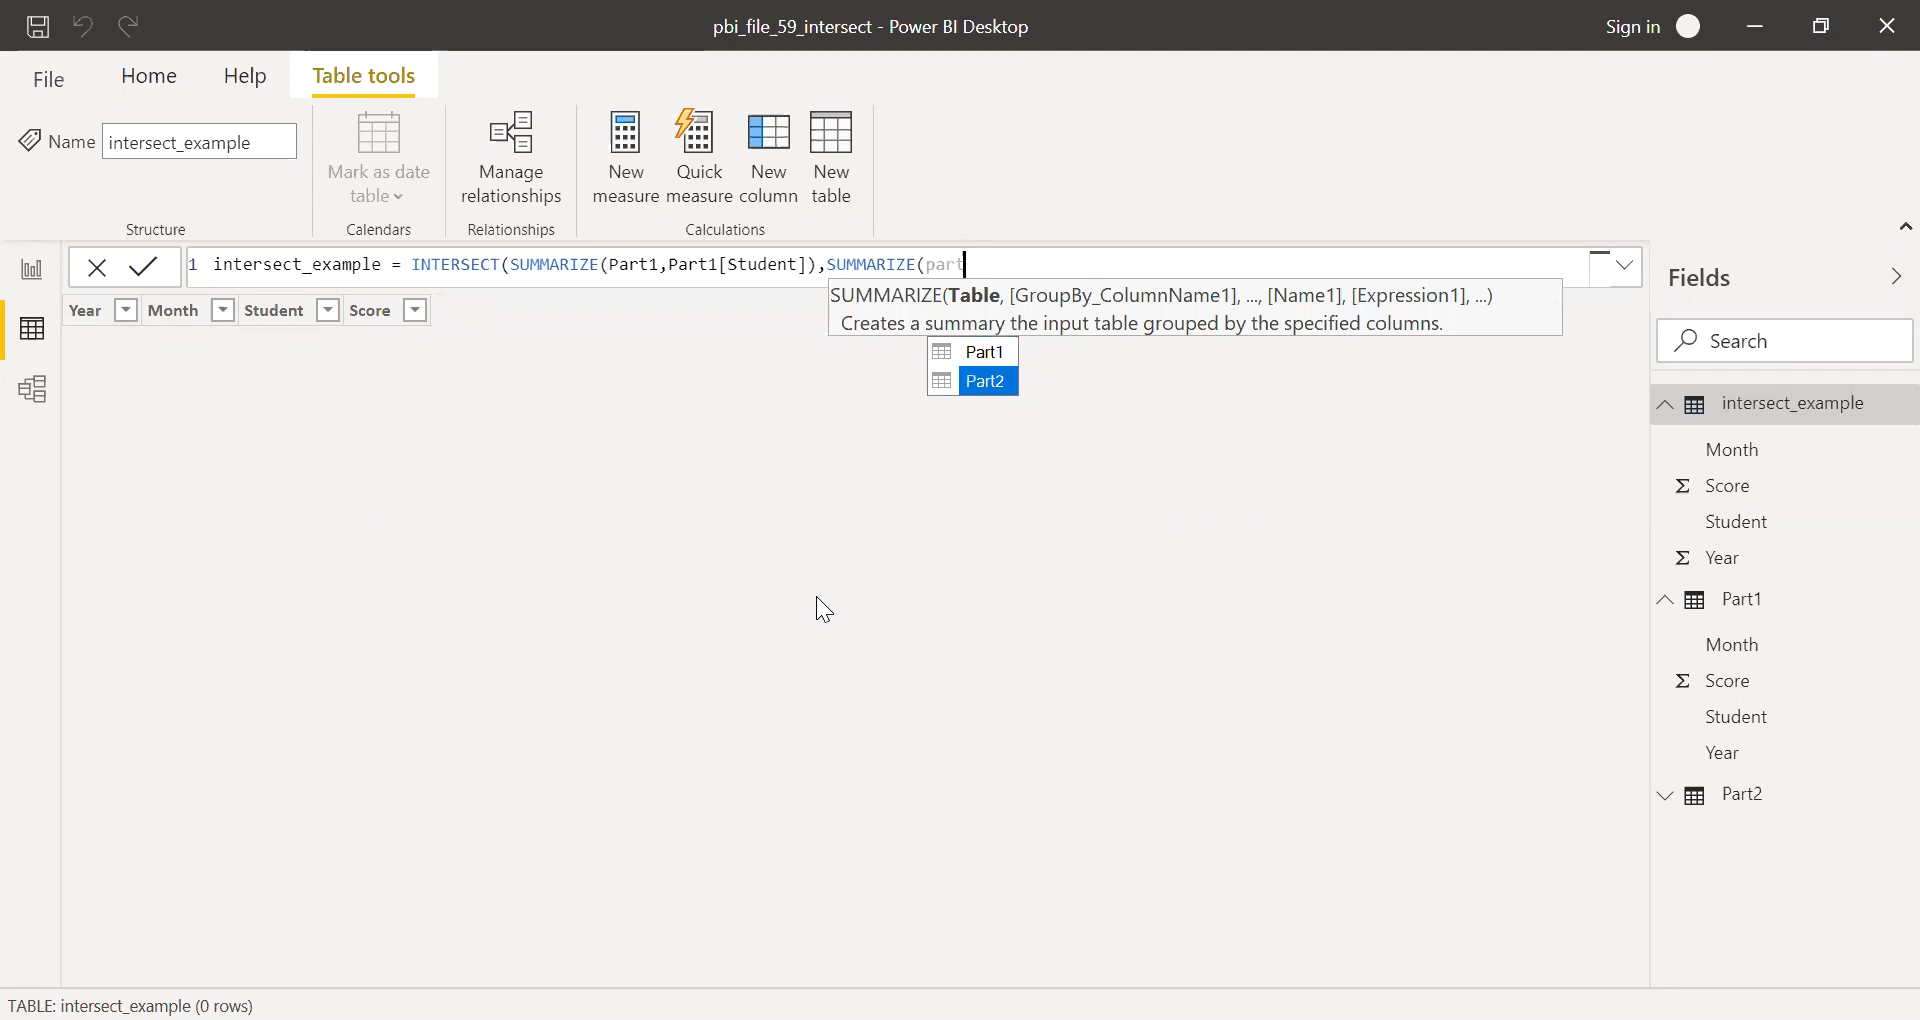 pbi_file_59_intersect - Power BI Desktop
Sign in
File
Home
Help
Table tools
Name
intersect_example
Mark as date
table
Manage
relationships
New
measure
Quick
measure
New
column
New
table
Structure
Calendars
Relationships
Calculations
1 intersect_example = INTERSECT(SUMMARIZE(Part1,Part1[Student]),SUMMARIZE(part
SUMMARIZE(Table, [GroupBy_ColumnName1], ..., [Name1], [Expression1], ...)
Creates a summary the input table grouped by the specified columns.
Part1
Part2
Year
Month
Student
Score
Fields
Search
intersect_example
Month
Σ Score
Student
Σ Year
Part1
Month
Σ Score
Student
Year
Part2
TABLE: intersect_example (0 rows)